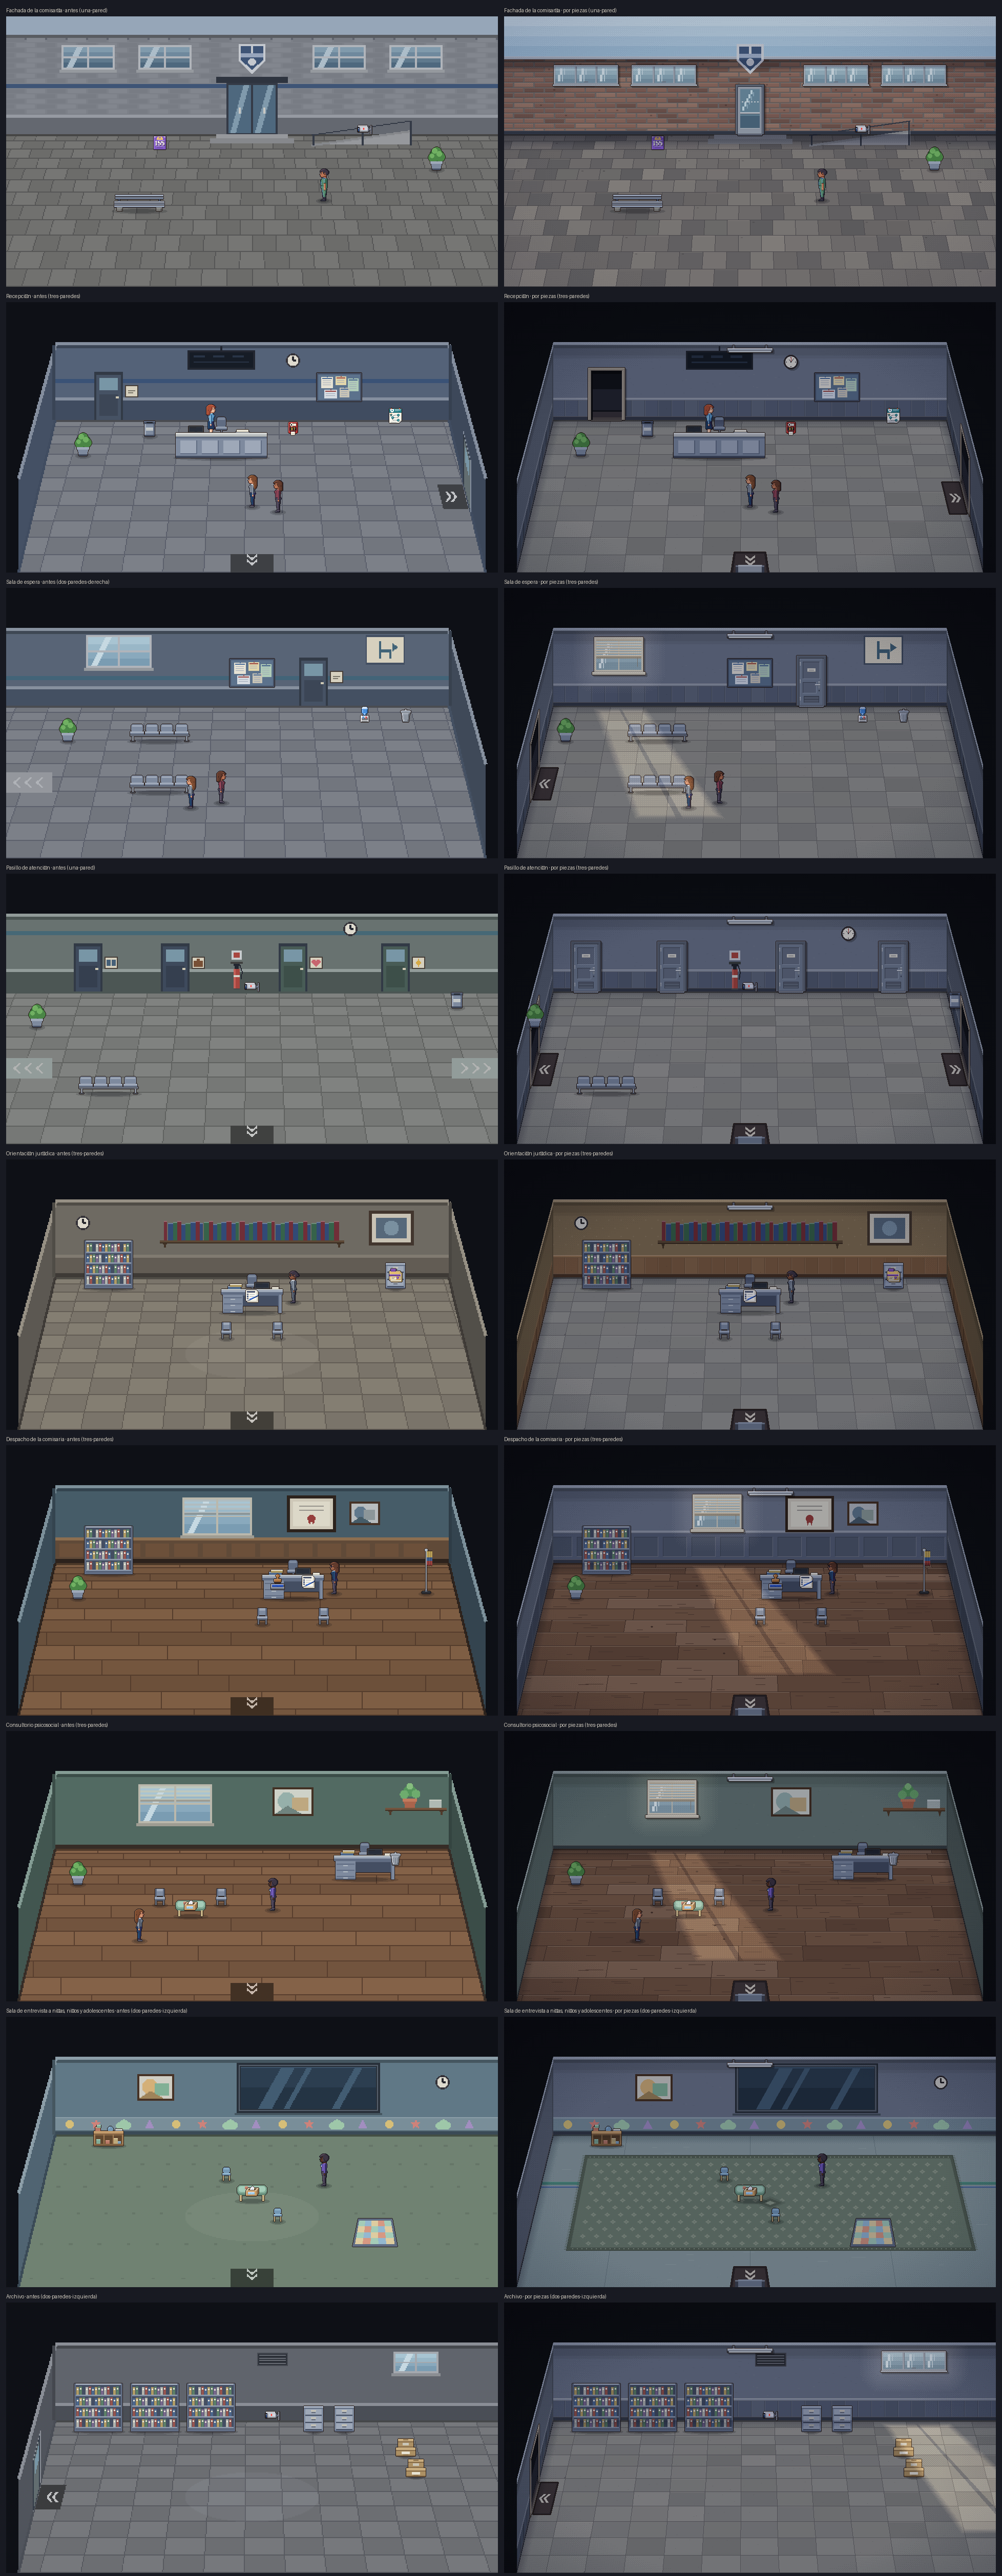 Fachada de la comisaría · antes (una-pared)
Fachada de la comisaría · por piezas (una-pared)
155
155
Recepción · antes (tres-paredes)
Recepción · por piezas (tres-paredes)
Sala de espera · antes (dos-paredes-derecha)
Sala de espera · por piezas (tres-paredes)
Pasillo de atención · antes (una-pared)
Pasillo de atención · por piezas (tres-paredes)
Orientación jurídica · antes (tres-paredes)
Orientación jurídica · por piezas (tres-paredes)
Despacho de la comisaria · antes (tres-paredes)
Despacho de la comisaria · por piezas (tres-paredes)
Consultorio psicosocial · antes (tres-paredes)
Consultorio psicosocial · por piezas (tres-paredes)
Sala de entrevista a niñas, niños y adolescentes · antes (dos-paredes-izquierda)
Sala de entrevista a niñas, niños y adolescentes · por piezas (dos-paredes-izquierda)
Archivo · antes (dos-paredes-izquierda)
Archivo · por piezas (dos-paredes-izquierda)